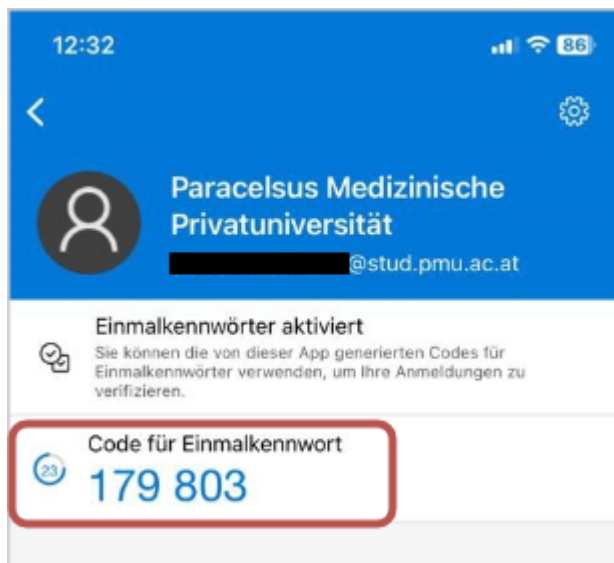 12:32
86
Paracelsus Medizinische
Privatuniversität
@stud.pmu.ac.at
Einmalkennwörter aktiviert
Sie können die von dieser App generierten Codes für
Einmalkennwörter verwenden, um Ihre Anmeldungen zu
verifizieren.
Code für Einmalkennwort
23
179 803